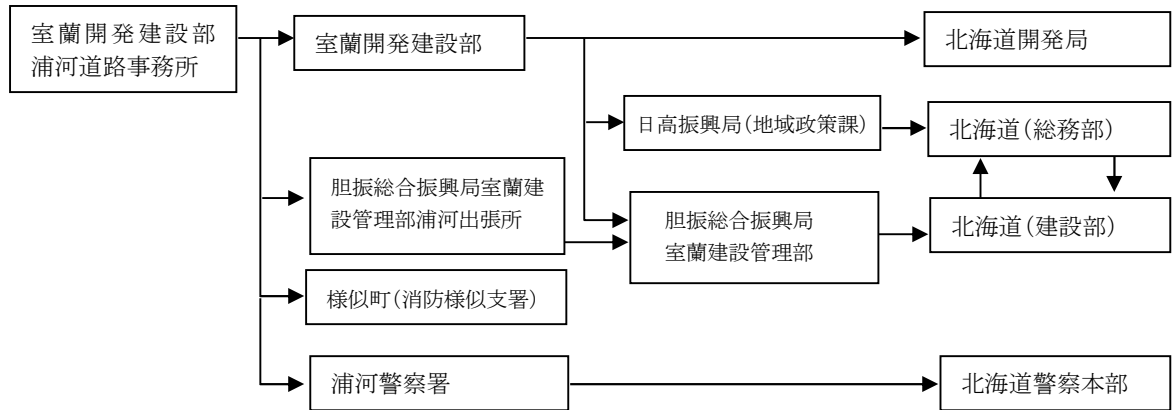 室蘭開発建設部
浦河道路事務所
室蘭開発建設部
北海道開発局
日高振興局(地域政策課)
北海道(総務部)
胆振総合振興局室蘭建
設管理部浦河出張所
胆振総合振興局
室蘭建設管理部
北海道(建設部)
様似町(消防様似支署)
浦河警察署
北海道警察本部